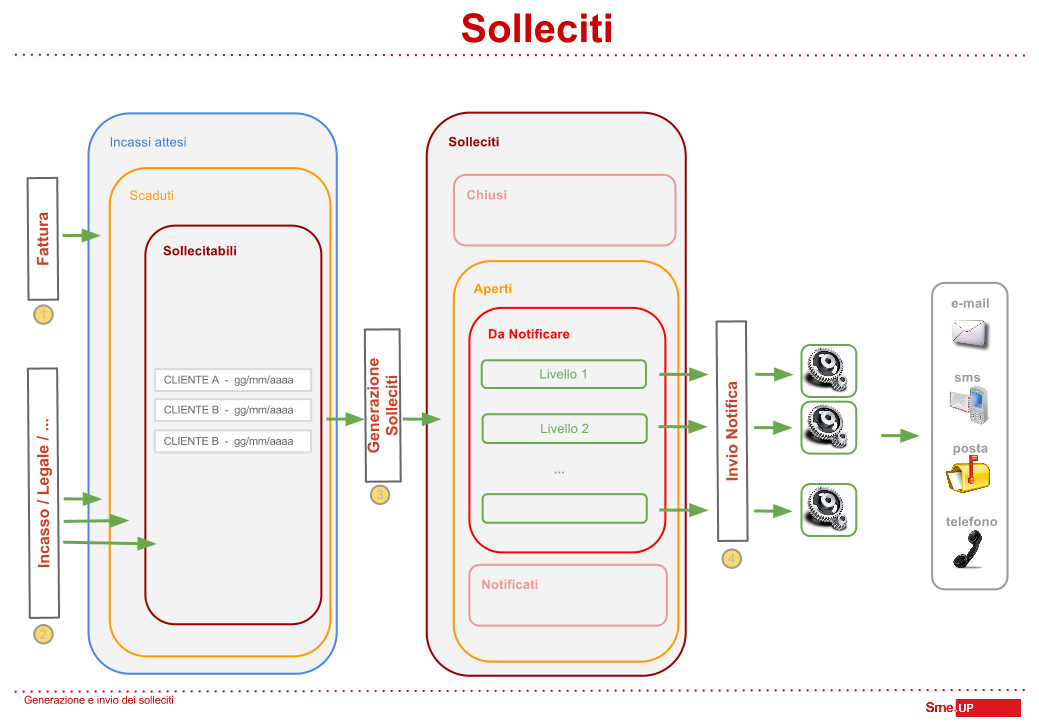 Solleciti
Incassi attesi
Scaduti
Sollecitabili
Fattura
1
CLIENTE A - gg/mm/aaaa
CLIENTE B - gg/mm/aaaa
CLIENTE B - gg/mm/aaaa
Incasso / Legale / ...
2
Generazione
Solleciti
3
Solleciti
Chiusi
Aperti
Da Notificare
Livello 1
Livello 2
...
Notificati
Invio Notifica
4
e-mail
sms
posta
telefono
Generazione e invio dei solleciti
Sme.UP